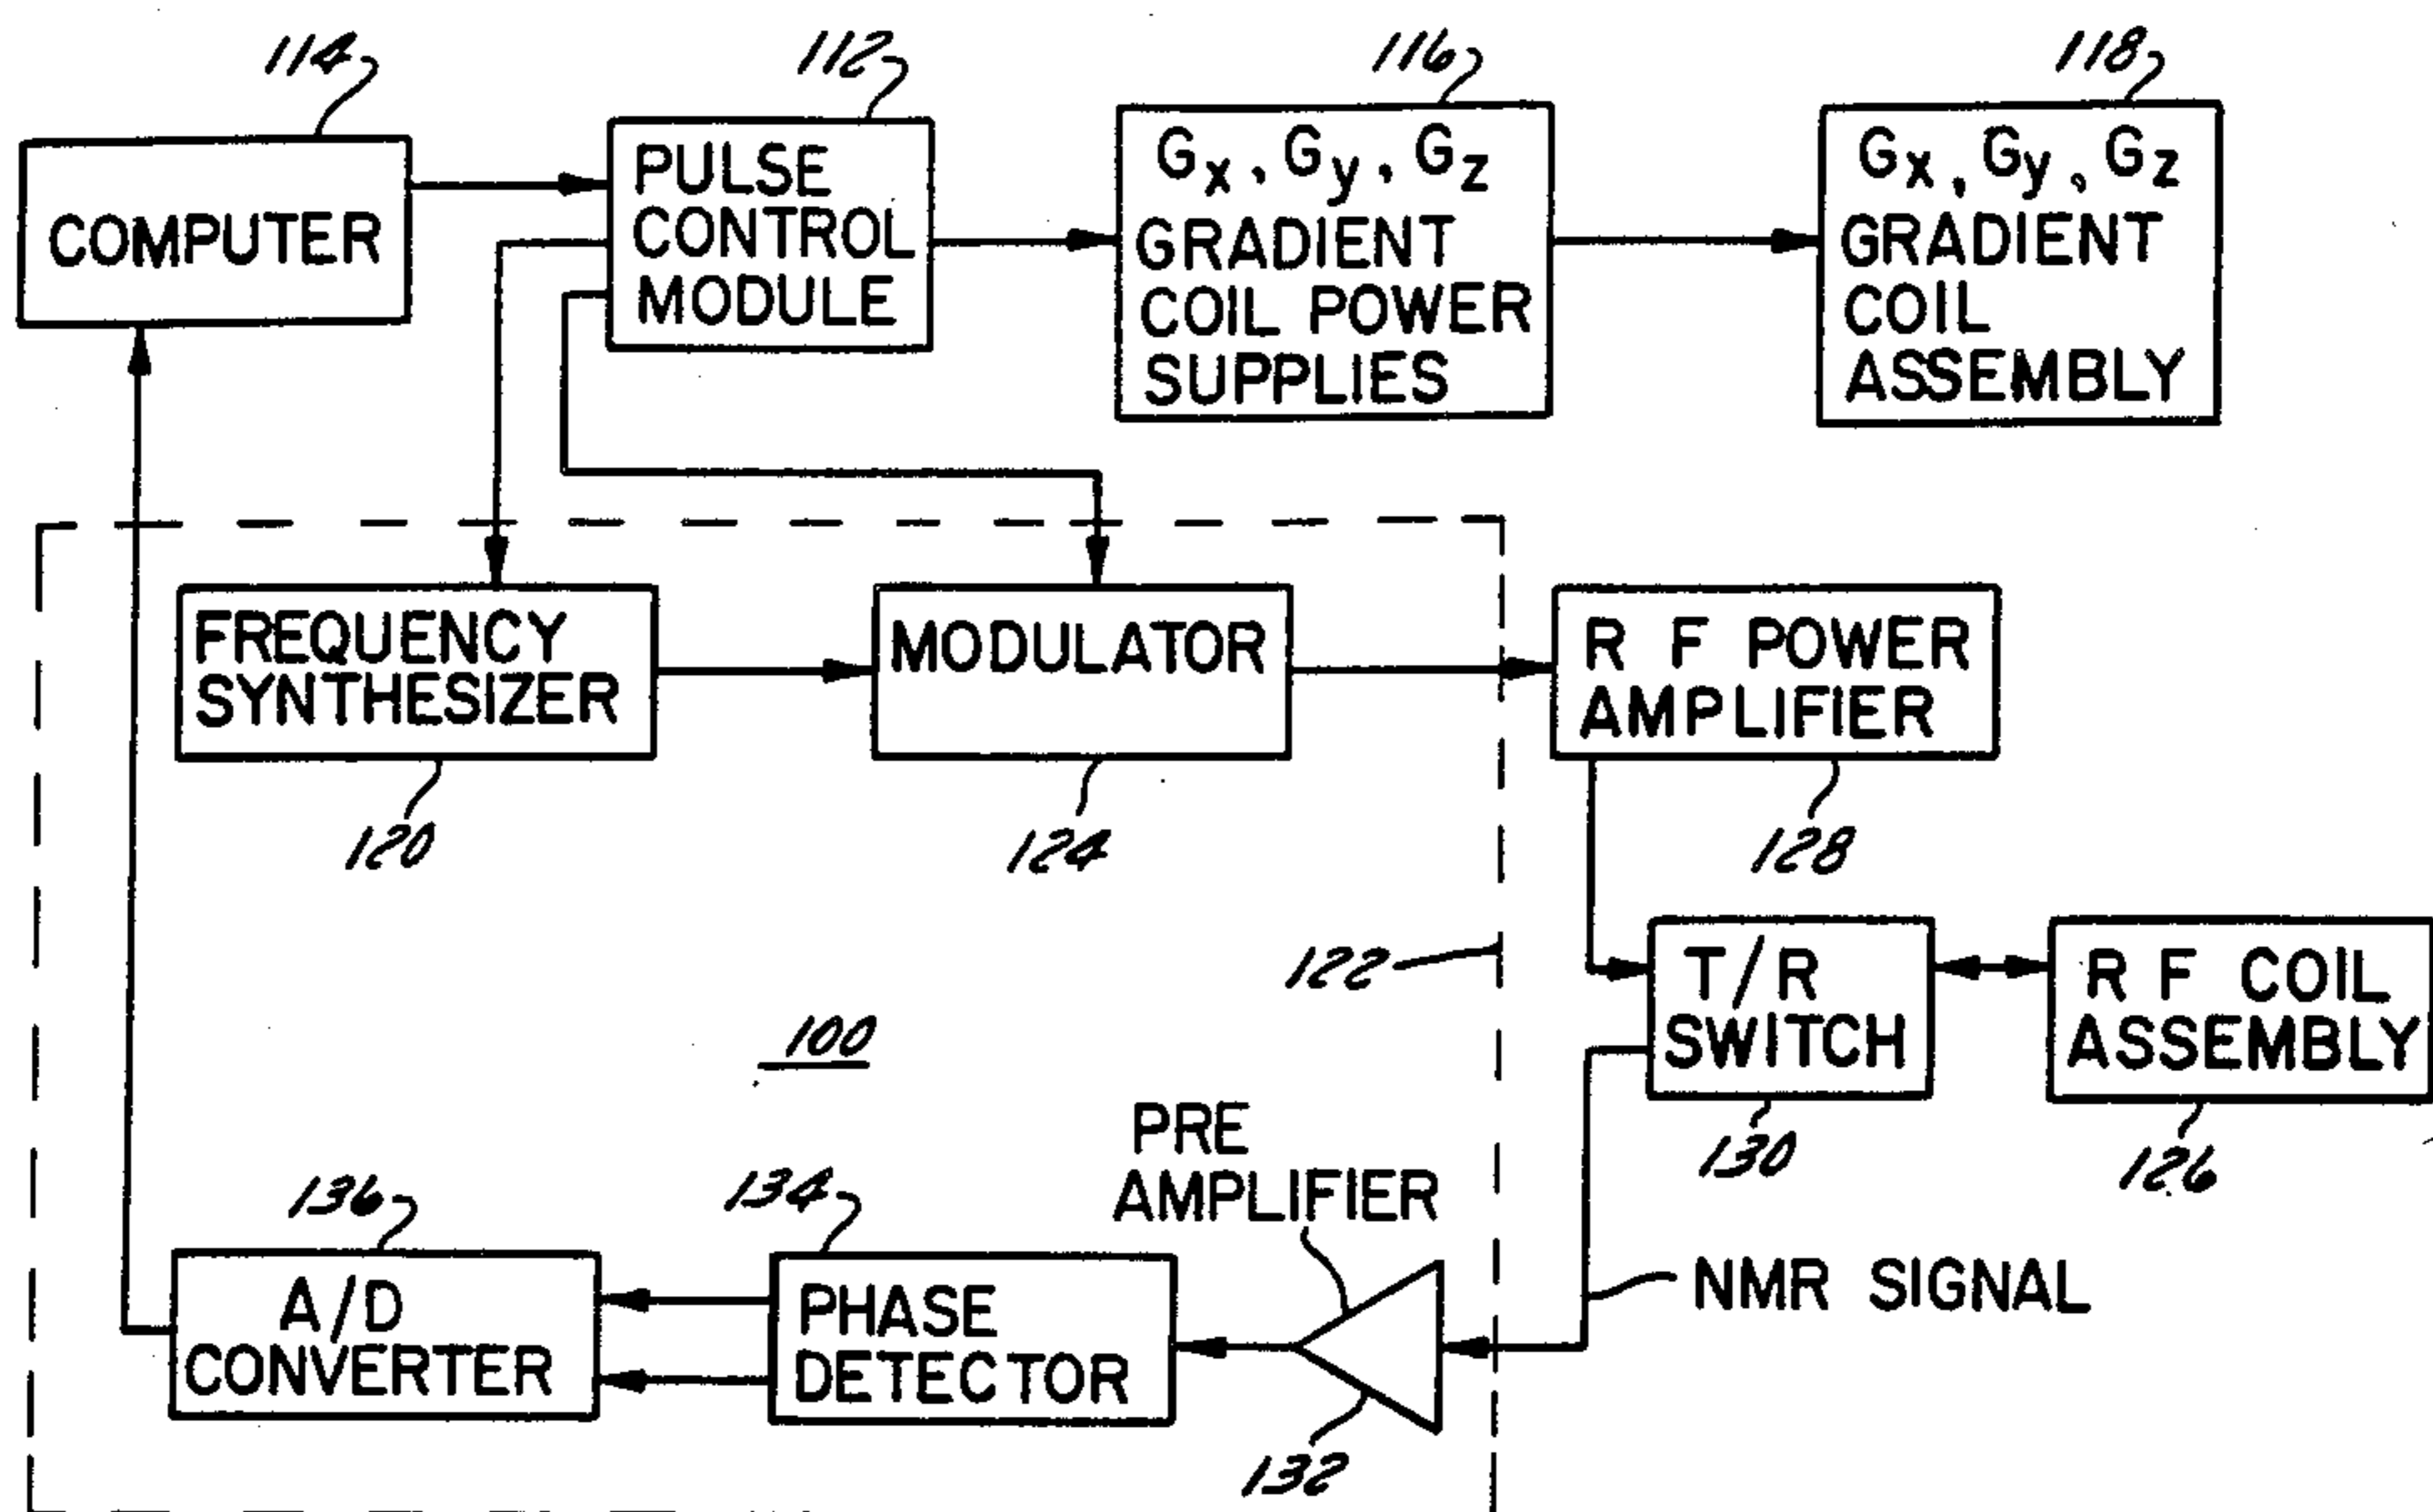 114
112
116
118
COMPUTER
PULSE
CONTROL
MODULE
Gx, Gy, Gz
GRADIENT
COIL POWER
SUPPLIES
Gx, Gy, Gz
GRADIENT
COIL
ASSEMBLY
FREQUENCY
SYNTHESIZER
MODULATOR
R F POWER
AMPLIFIER
120
124
128
122
T/R
SWITCH
R F COIL
ASSEMBLY
100
130
126
PRE
AMPLIFIER
136
134
A/D
CONVERTER
PHASE
DETECTOR
NMR SIGNAL
132